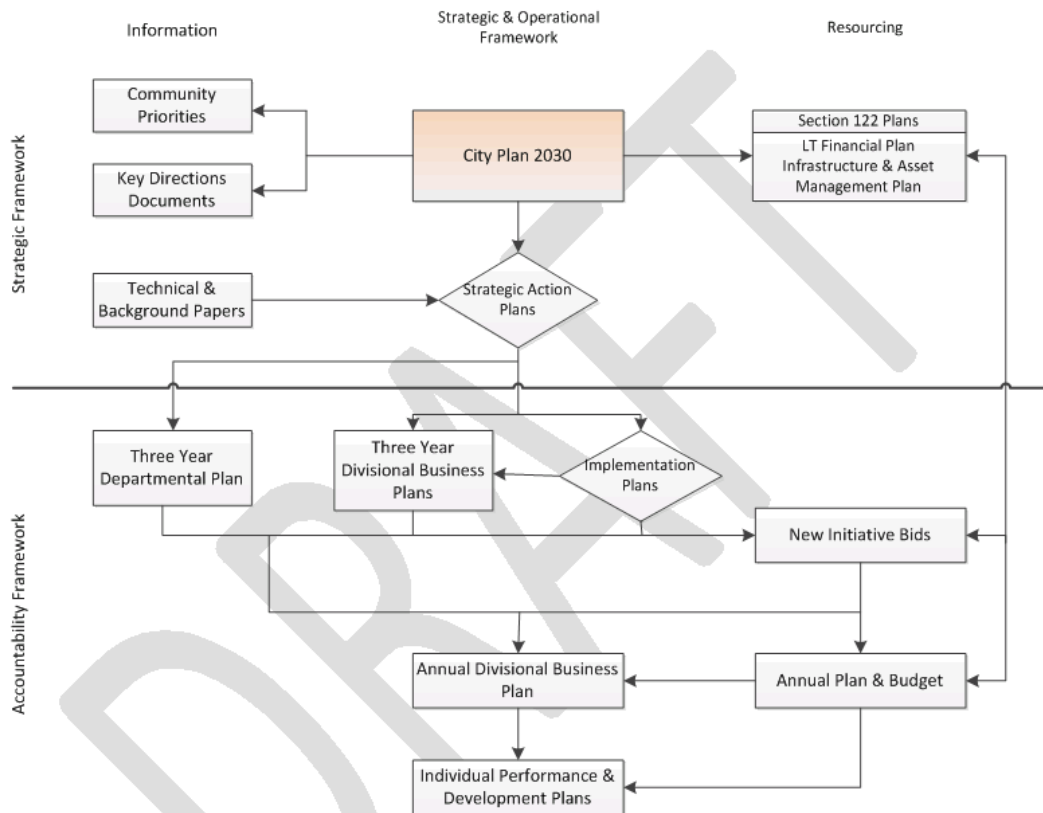 Information
Strategic & Operational
Framework
Resourcing
Strategic Framework
Community
Priorities
Key Directions
Documents
City Plan 2030
Section 122 Plans
LT Financial Plan
Infrastructure & Asset
Management Plan
Technical &
Background Papers
Strategic Action
Plans
Accountability Framework
Three Year
Departmental Plan
Three Year
Divisional Business
Plans
Implementation
Plans
New Initiative Bids
Annual Divisional Business
Plan
Annual Plan & Budget
Individual Performance &
Development Plans
DRAFT